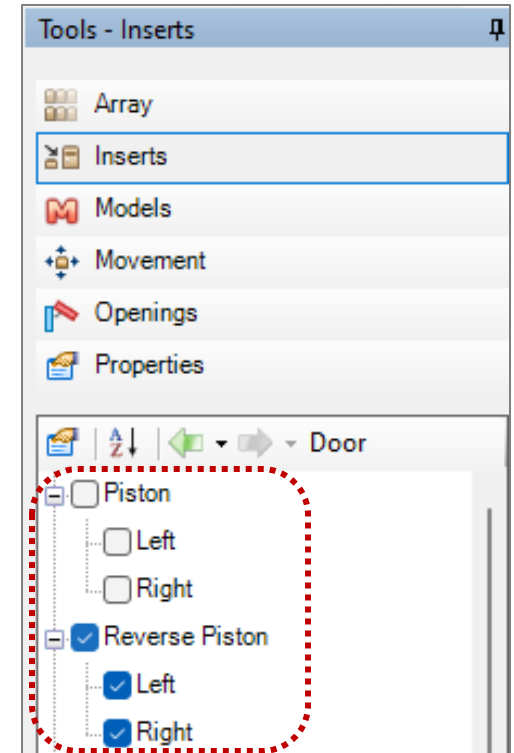 Tools - Inserts
Array
Inserts
Models
Movement
Openings
Properties
Door
Piston
Left
Right
Reverse Piston
Left
Right